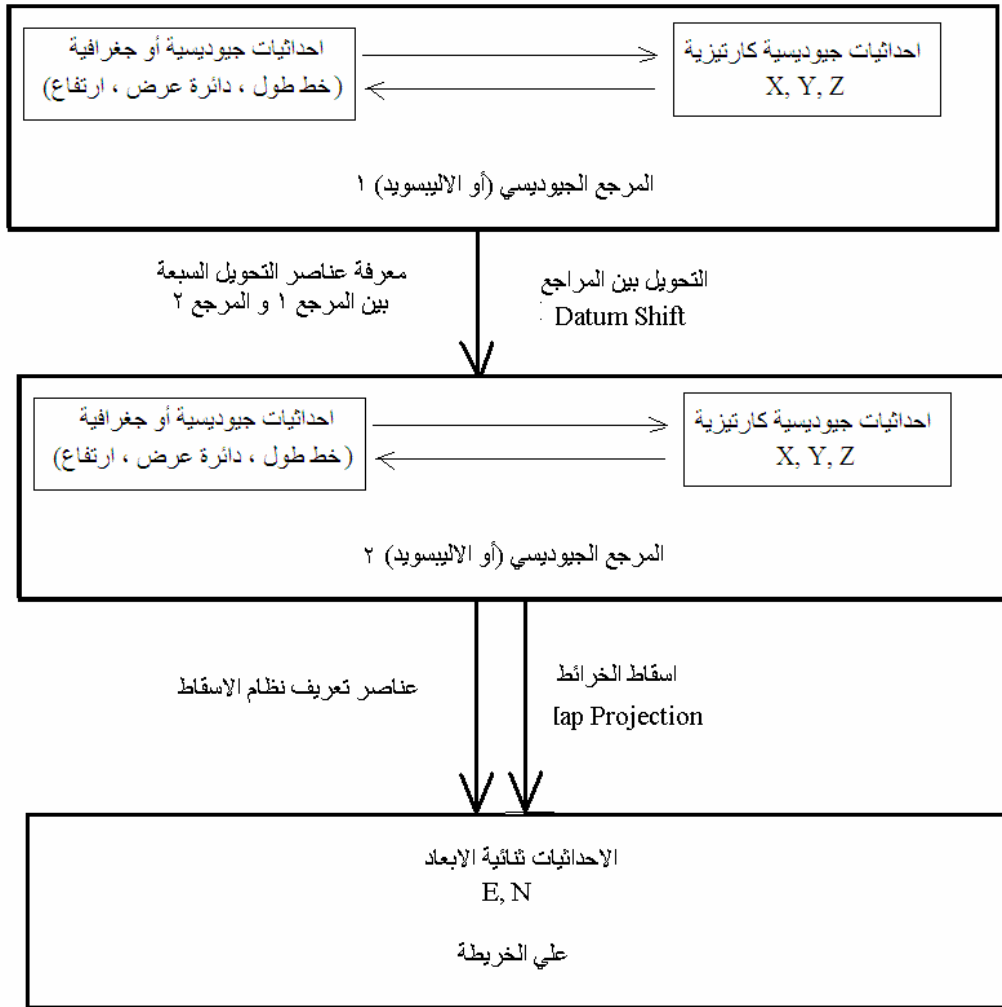 احداثيات جيوديسية أو جغرافية
(خط طول ، دائرة عرض ، ارتفاع)
احداثيات جيوديسية كارتيزية
X, Y, Z
المرجع الجيوديسي (أو الاليبسويد) ١
معرفة عناصر التحويل السبعة
بين المرجع ١ و المرجع ٢
التحويل بين المراجع
Datum Shift
احداثيات جيوديسية أو جغرافية
(خط طول ، دائرة عرض ، ارتفاع)
احداثيات جيوديسية كارتيزية
X, Y, Z
المرجع الجيوديسي (أو الاليبسويد) ٢
عناصر تعريف نظام الاسقاط
اسقاط الخرائط
ap Projection
الاحداثيات ثنائية الابعاد
E, N
علي الخريطة